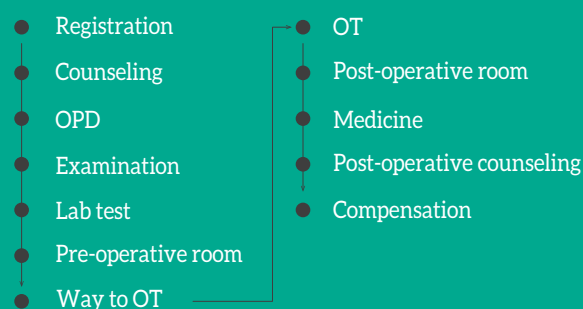 Registration
Counseling
OPD
Examination
Lab test
Pre-operative room
Way to OT
OT
Post-operative room
Medicine
Post-operative counseling
Compensation